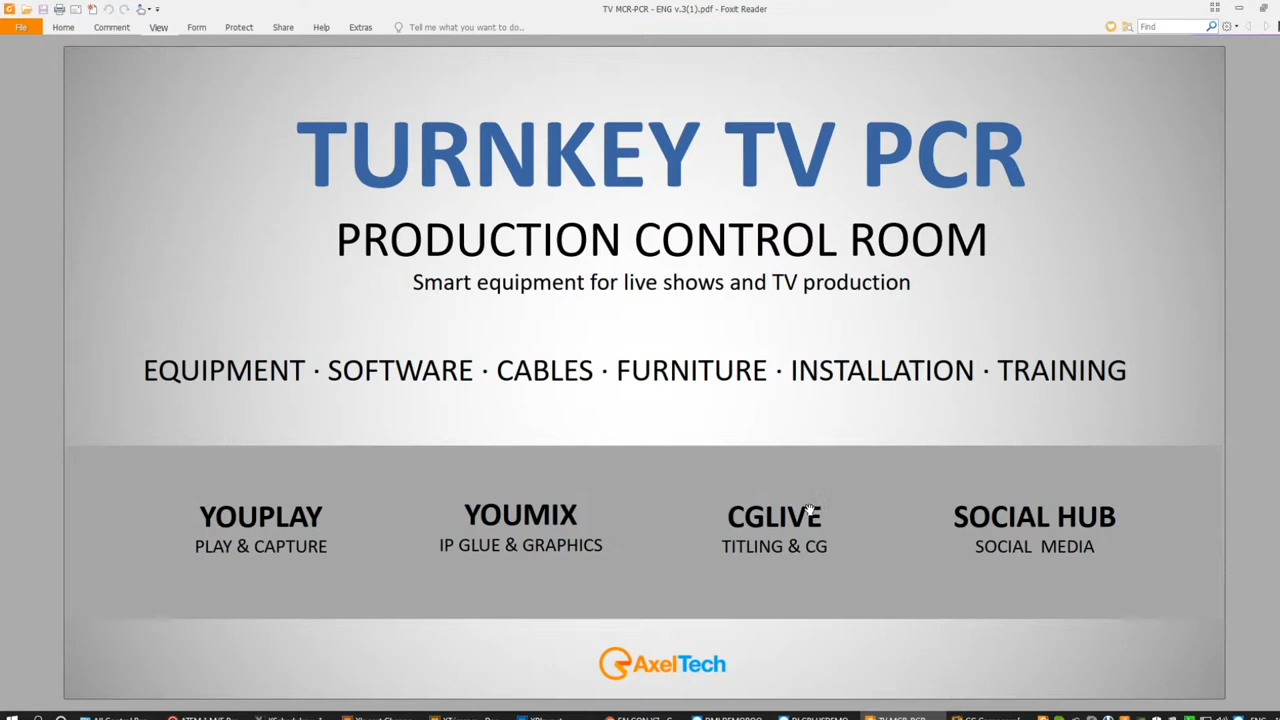 TV MCR-PCR - ENG v.3(1).pdf - Foxit Reader
File Home Comment View Form Protect Share Help Extras Tell me what you want to do... Find
TURNKEY TV PCR
PRODUCTION CONTROL ROOM
Smart equipment for live shows and TV production
EQUIPMENT · SOFTWARE · CABLES · FURNITURE · INSTALLATION · TRAINING
YOUPLAY YOUMIX CGLIVE SOCIAL HUB
PLAY & CAPTURE IP GLUE & GRAPHICS TITLING & CG SOCIAL MEDIA
AxelTech